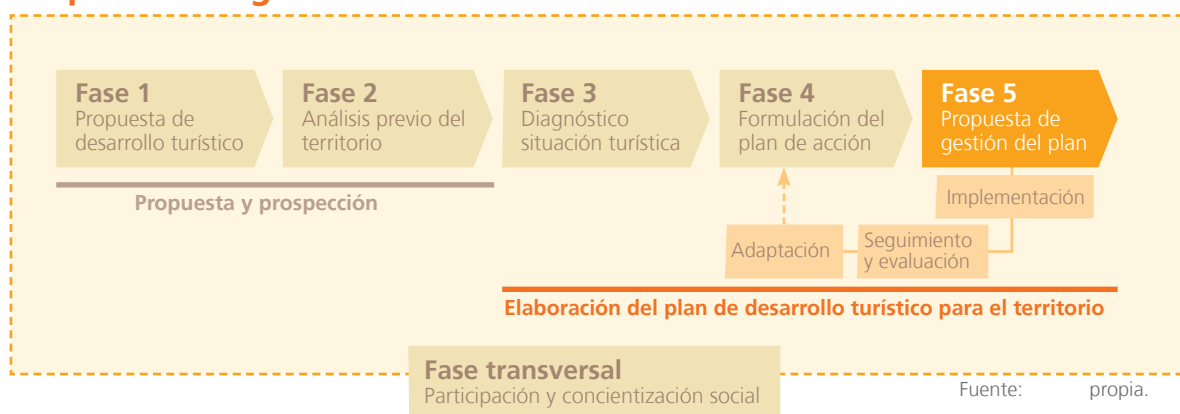 Fase 1
Propuesta de
desarrollo turístico
Fase 2
Análisis previo del
territorio
Fase 3
Diagnóstico
situación turística
Fase 4
Formulación del
plan de acción
Fase 5
Propuesta de
gestión del plan
Propuesta y prospección
Implementación
Adaptación
Seguimiento
y evaluación
Elaboración del plan de desarrollo turístico para el territorio
Fase transversal
Participación y concientización social
Fuente: propia.